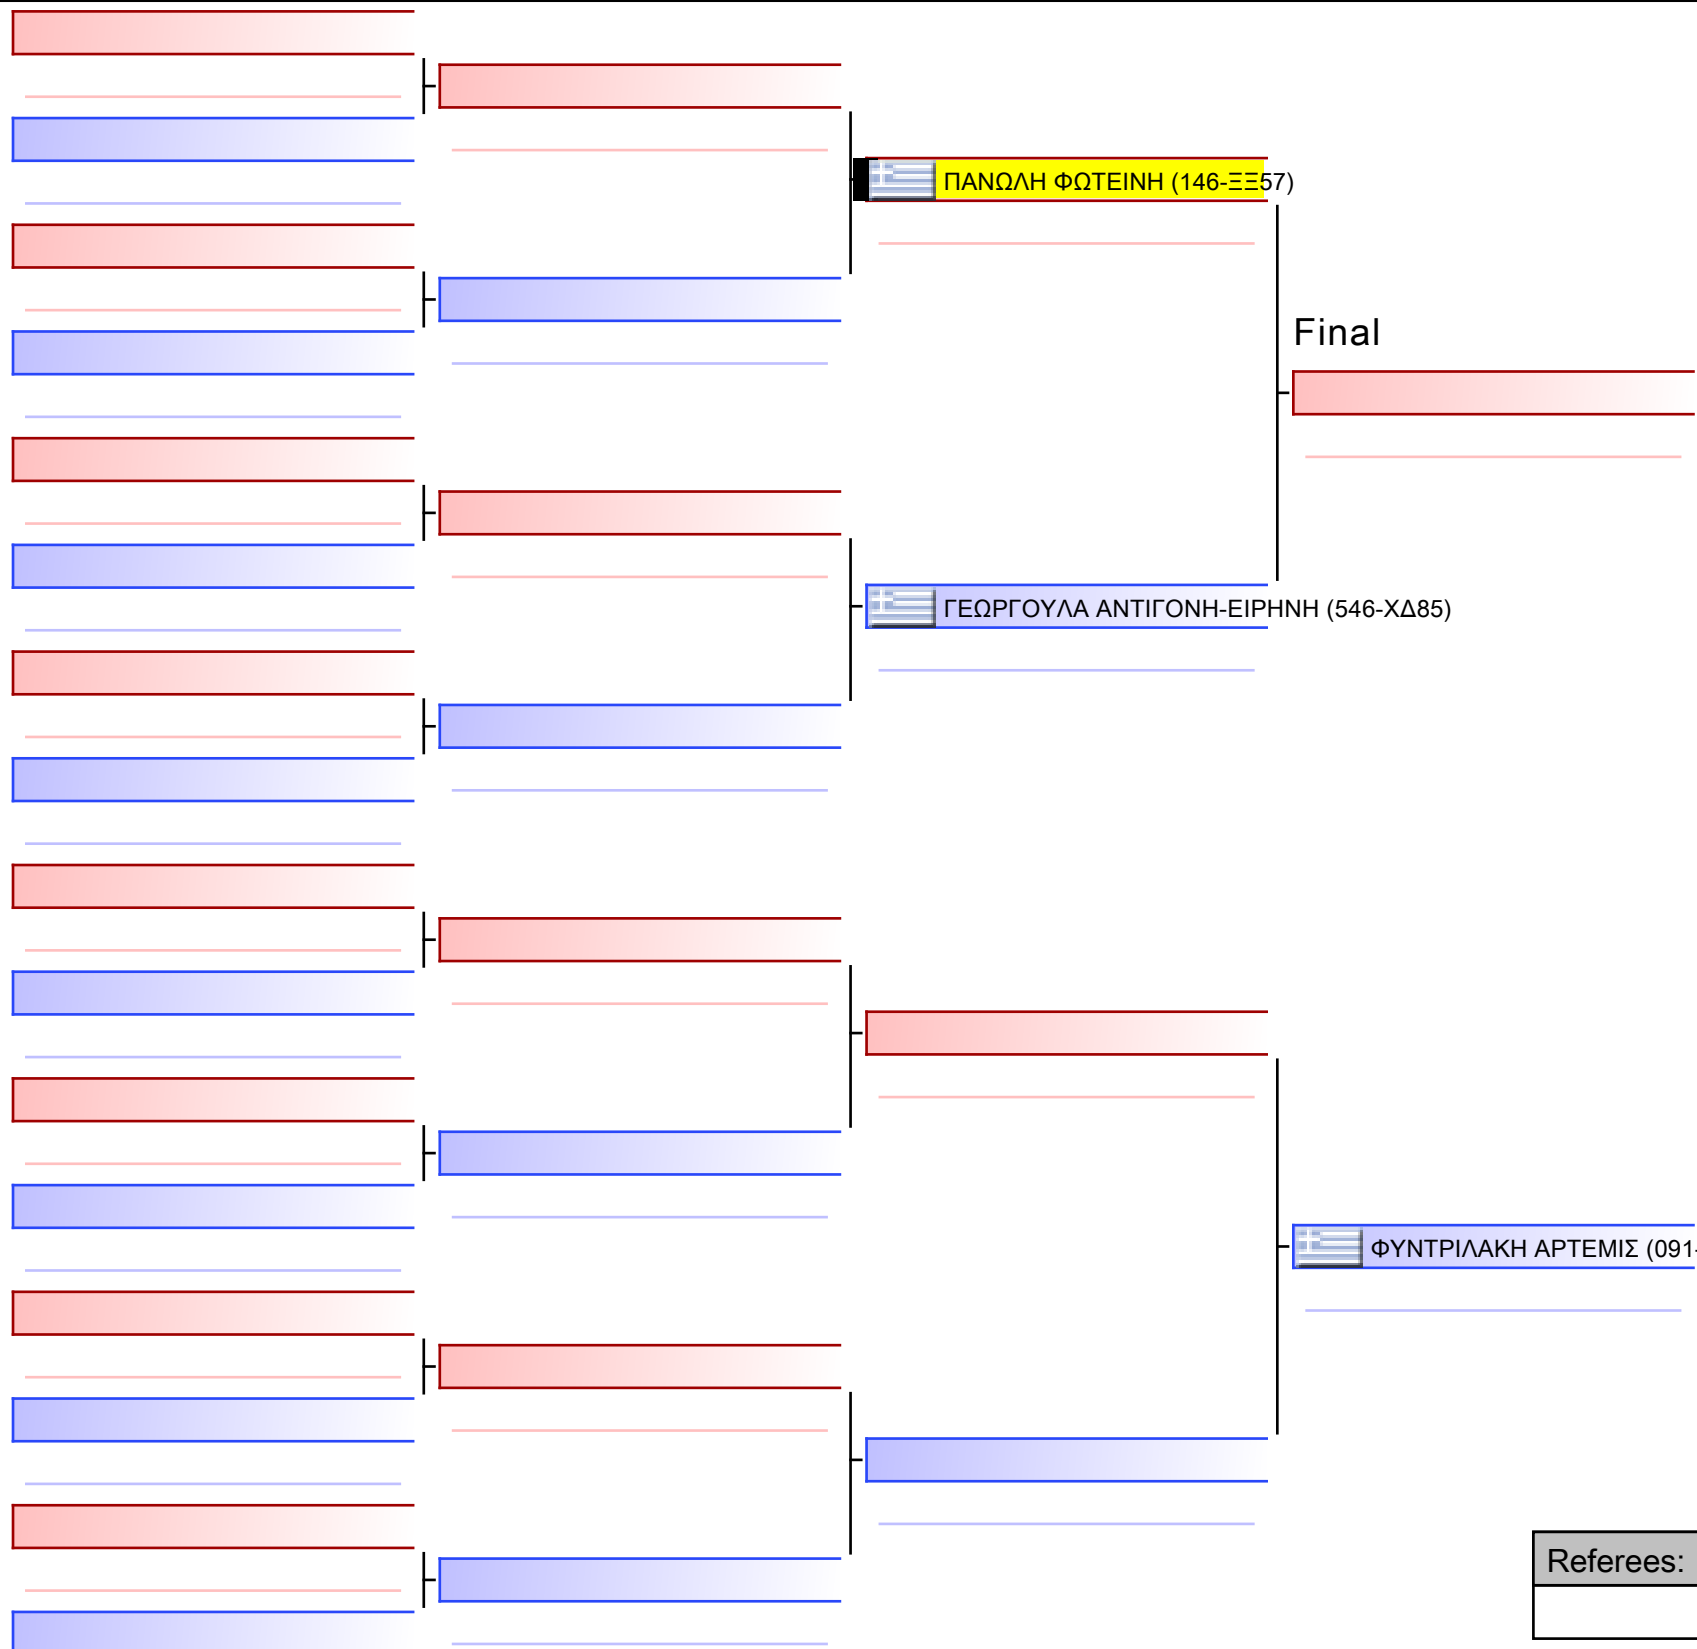 ΠΑΝΩΛΗ ΦΩΤΕΙΝΗ (146-ΞΞ57)
Final
ΓΕΩΡΓΟΥΛΑ ΑΝΤΙΓΟΝΗ-ΕΙΡΗΝΗ (546-ΧΔ85)
ΦΥΝΤΡΙΛΑΚΗ ΑΡΤΕΜΙΣ (091-
Referees: